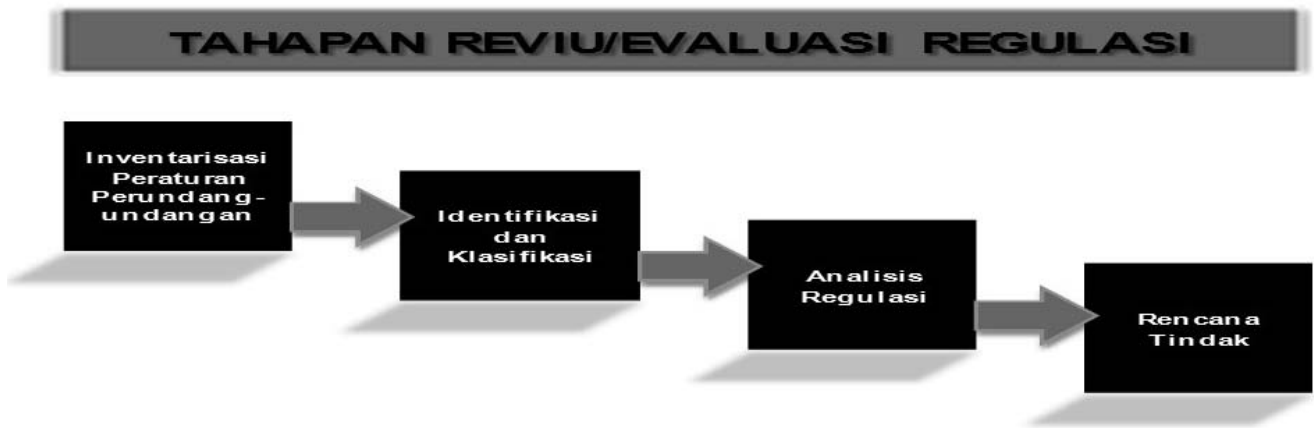 TAHAPAN REVIU/EVALUASI REGULASI
Inventarisasi
Peraturan
Perundang-
undangan
Identifikasi
dan
Klasifikasi
Analisis
Regulasi
Rencana
Tindak